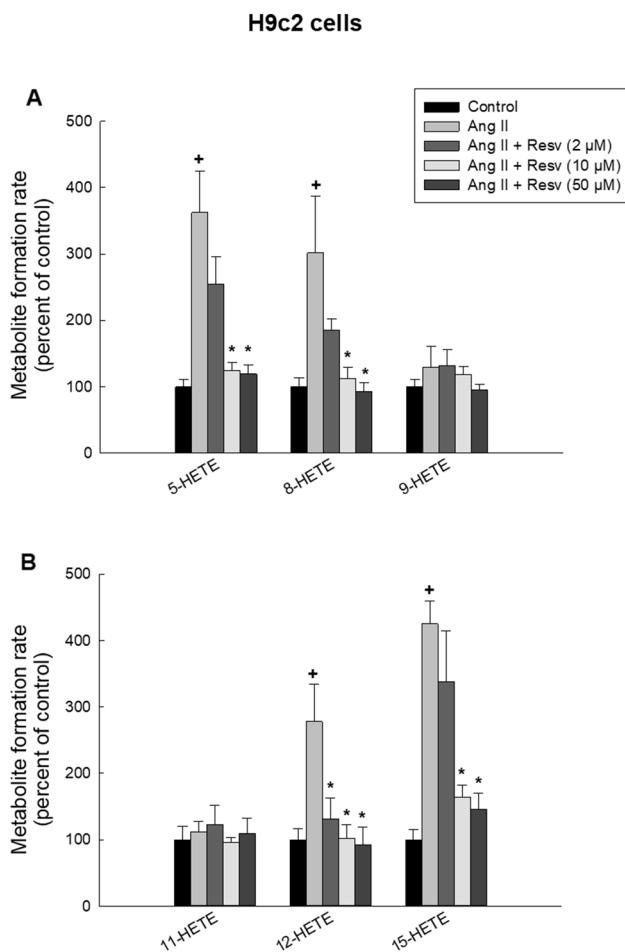 H9c2 cells
A
Control
Ang II
Ang II + Resv (2 µM)
Ang II + Resv (10 µM)
Ang II + Resv (50 µM)
Metabolite formation rate
(percent of control)
500
400
300
200
100
0
+
+
* *
*
*
5-HETE
8-HETE
9-HETE
B
Metabolite formation rate
(percent of control)
500
400
300
200
100
0
+
+
*
*
*
*
*
11-HETE
12-HETE
15-HETE